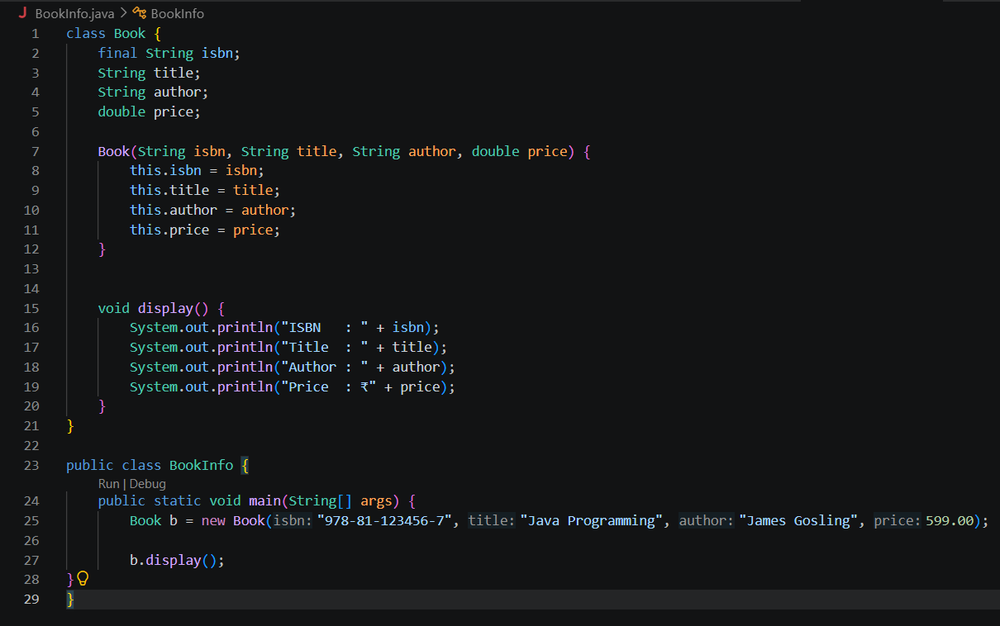 J BookInfo.java > BookInfo
1 class Book {
2     final String isbn;
3     String title;
4     String author;
5     double price;
6
7     Book(String isbn, String title, String author, double price) {
8         this.isbn = isbn;
9         this.title = title;
10         this.author = author;
11         this.price = price;
12     }
13
14
15     void display() {
16         System.out.println("ISBN   : " + isbn);
17         System.out.println("Title  : " + title);
18         System.out.println("Author : " + author);
19         System.out.println("Price  : ₹" + price);
20     }
21 }
22
23 public class BookInfo {
Run | Debug
24     public static void main(String[] args) {
25         Book b = new Book(isbn: "978-81-123456-7", title: "Java Programming", author: "James Gosling", price: 599.00);
26
27         b.display();
28 }
29 }